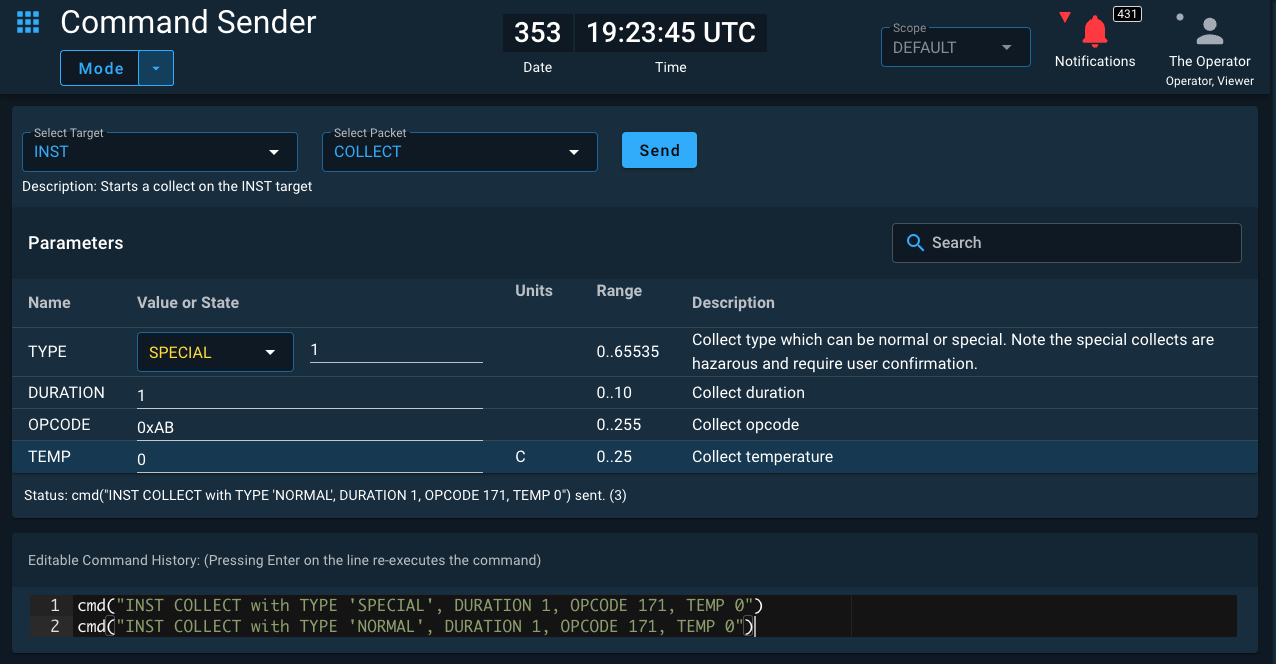 Command Sender
Mode
353
Date
19:23:45 UTC
Time
Scope
DEFAULT
431
Notifications
The Operator
Operator, Viewer
Select Target
INST
Select Packet
COLLECT
Send
Description: Starts a collect on the INST target
Parameters
Search
Name Value or State Units Range Description
TYPE SPECIAL 1 0..65535 Collect type which can be normal or special. Note the special collects are
hazarous and require user confirmation.
DURATION 1 0..10 Collect duration
OPCODE 0xAB 0..255 Collect opcode
TEMP 0 C 0..25 Collect temperature
Status: cmd("INST COLLECT with TYPE 'NORMAL', DURATION 1, OPCODE 171, TEMP 0") sent. (3)
Editable Command History: (Pressing Enter on the line re-executes the command)
1 cmd("INST COLLECT with TYPE 'SPECIAL', DURATION 1, OPCODE 171, TEMP 0")
2 cmd("INST COLLECT with TYPE 'NORMAL', DURATION 1, OPCODE 171, TEMP 0")